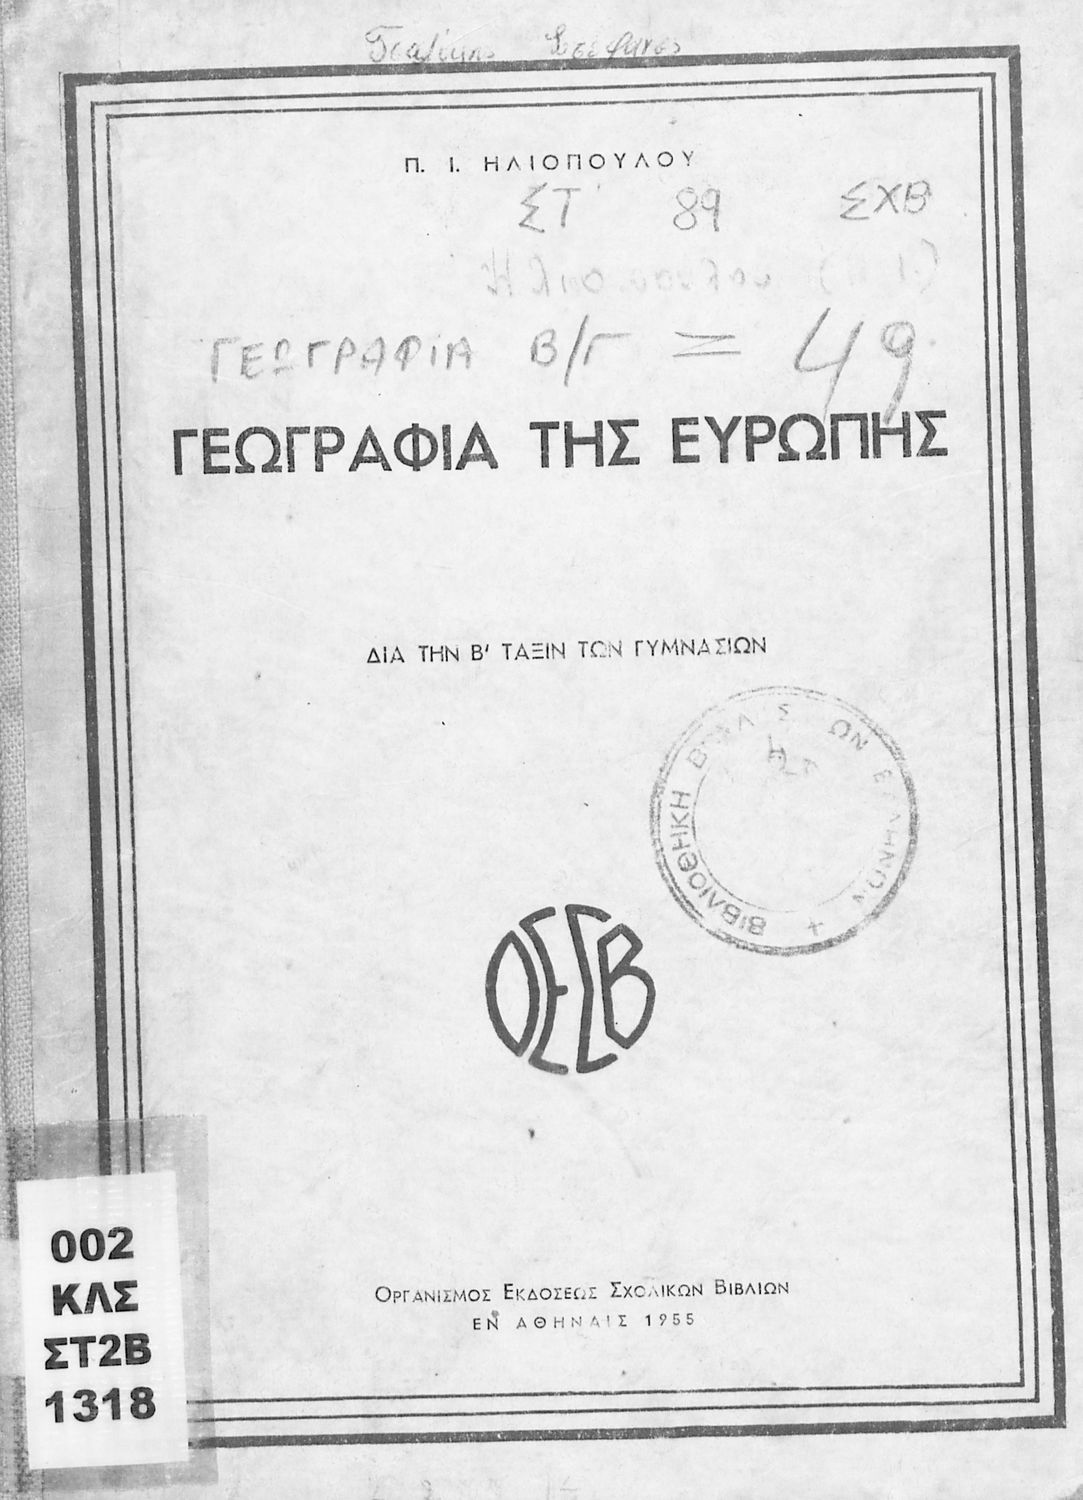 Π. Ι. ΗΛΙΟΠΟΥΛΟΥ
ΣΤ' 89 ΣΧΒ
ΓΕΩΓΡΑΦΙΑ Β/Γ = 49
ΓΕΩΓΡΑΦΙΑ ΤΗΣ ΕΥΡΩΠΗΣ
ΔΙΑ ΤΗΝ Β' ΤΑΞΙΝ ΤΩΝ ΓΥΜΝΑΣΙΩΝ
ΒΙΒΛΙΟΘΗΚΗ
ΟΕΣΒ
ΟΡΓΑΝΙΣΜΟΣ ΕΚΔΟΣΕΩΣ ΣΧΟΛΙΚΩΝ ΒΙΒΛΙΩΝ
ΕΝ ΑΘΗΝΑΙΣ 1955
002
ΚΛΣ
ΣΤ2Β
1318